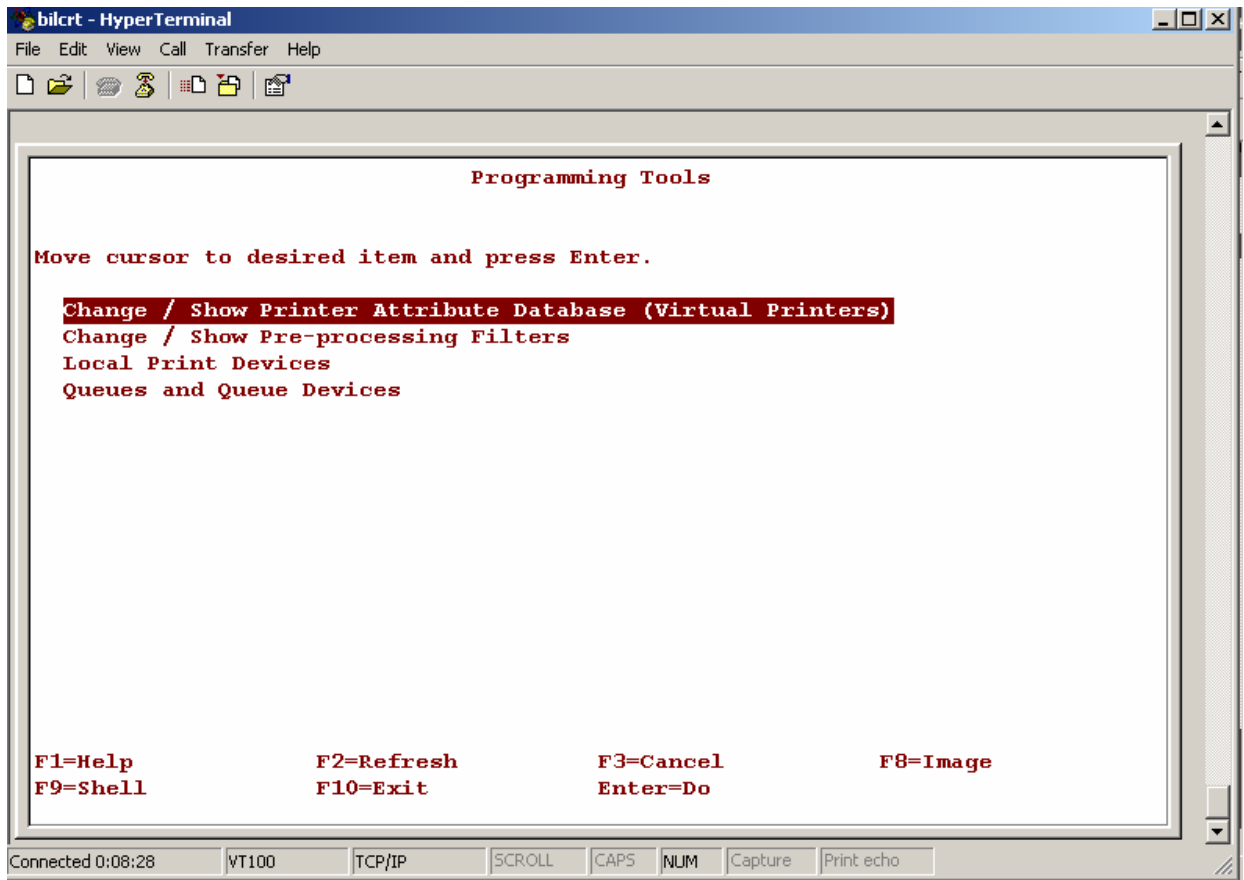 bilcrt - HyperTerminal
File Edit View Call Transfer Help
Programming Tools
Move cursor to desired item and press Enter.
Change / Show Printer Attribute Database (Virtual Printers)
Change / Show Pre-processing Filters
Local Print Devices
Queues and Queue Devices
F1=Help F2=Refresh F3=Cancel F8=Image
F9=Shell F10=Exit Enter=Do
Connected 0:08:28 VT100 TCP/IP SCROLL CAPS NUM Capture Print echo